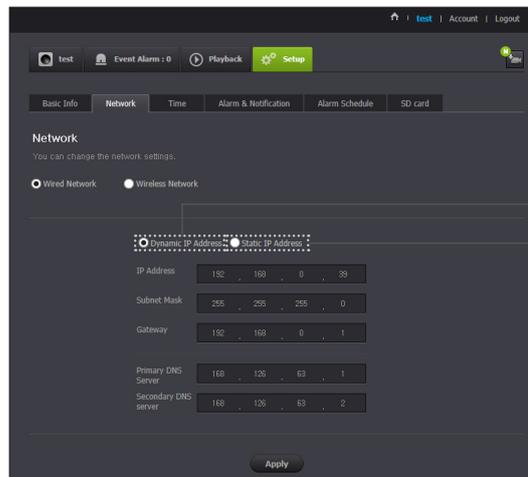 test | Account | Logout
test Event Alarm : 0 Playback Setup
N
Basic Info Network Time Alarm & Notification Alarm Schedule SD card
Network
You can change the network settings.
Wired Network Wireless Network
Dynamic IP Address Static IP Address
IP Address 192 . 168 . 0 . 39
Subnet Mask 255 . 255 . 255 . 0
Gateway 192 . 168 . 0 . 1
Primary DNS
Server 168 . 126 . 63 . 1
Secondary DNS
server 168 . 126 . 63 . 2
Apply